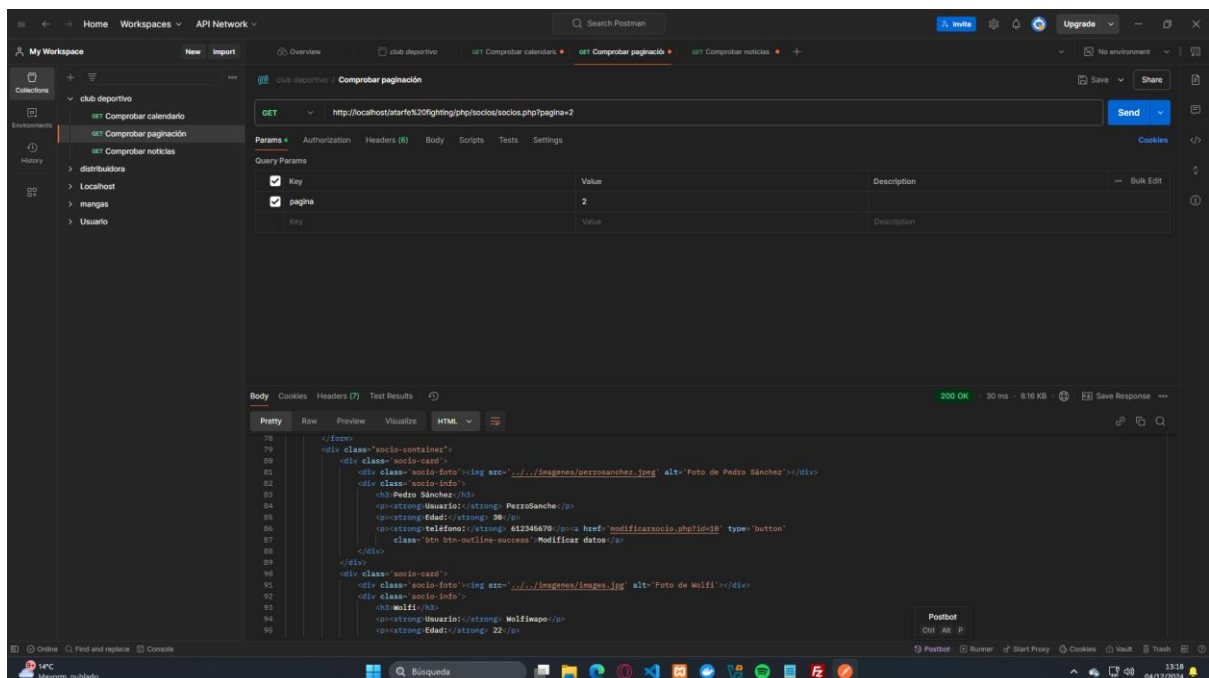 Home Workspaces API Network Search Postman Invite Upgrade
My Workspace New Import Overview club deportivo GET Comprobar calendaric GET Comprobar paginació GET Comprobar noticias No environment
Collections
Environments
History
club deportivo
GET Comprobar calendario
GET Comprobar paginación
GET Comprobar noticias
distribuidora
Localhost
mangas
Usuario
club deportivo / Comprobar paginación Save Share
GET http://localhost/atarfe%20fighting/php/socios/socios.php?pagina=2 Send
Params Authorization Headers (6) Body Scripts Tests Settings Cookies
Query Params
Key Value Description Bulk Edit
pagina 2
Key Value Description
Body Cookies Headers (7) Test Results 200 OK 30 ms 8.16 KB Save Response
Pretty Raw Preview Visualize HTML
78 </form>
79 <div class="socio-container">
80 <div class='socio-card'>
81 <div class='socio-foto'><img src='../../imagenes/perrosanchez.jpeg' alt='Foto de Pedro Sánchez'></div>
82 <div class='socio-info'>
83 <h3>Pedro Sánchez</h3>
84 <p><strong>Usuario:</strong> PerroSanche</p>
85 <p><strong>Edad:</strong> 30</p>
86 <p><strong>teléfono:</strong> 612345678</p><a href='modificarsocio.php?id=10' type='button'
87 class='btn btn-outline-success'>Modificar datos</a>
88 </div>
89 </div>
90 <div class='socio-card'>
91 <div class='socio-foto'><img src='../../imagenes/images.jpg' alt='Foto de Wolfi'></div>
92 <div class='socio-info'>
93 <h3>Wolfi</h3>
94 <p><strong>Usuario:</strong> Wolfiwapo</p>
95 <p><strong>Edad:</strong> 22</p>
Postbot
Ctrl Alt P
Online Find and replace Console Postbot Runner Start Proxy Cookies Vault Trash
14°C
Mayorm. nublado
Búsqueda
13:18
04/12/2024